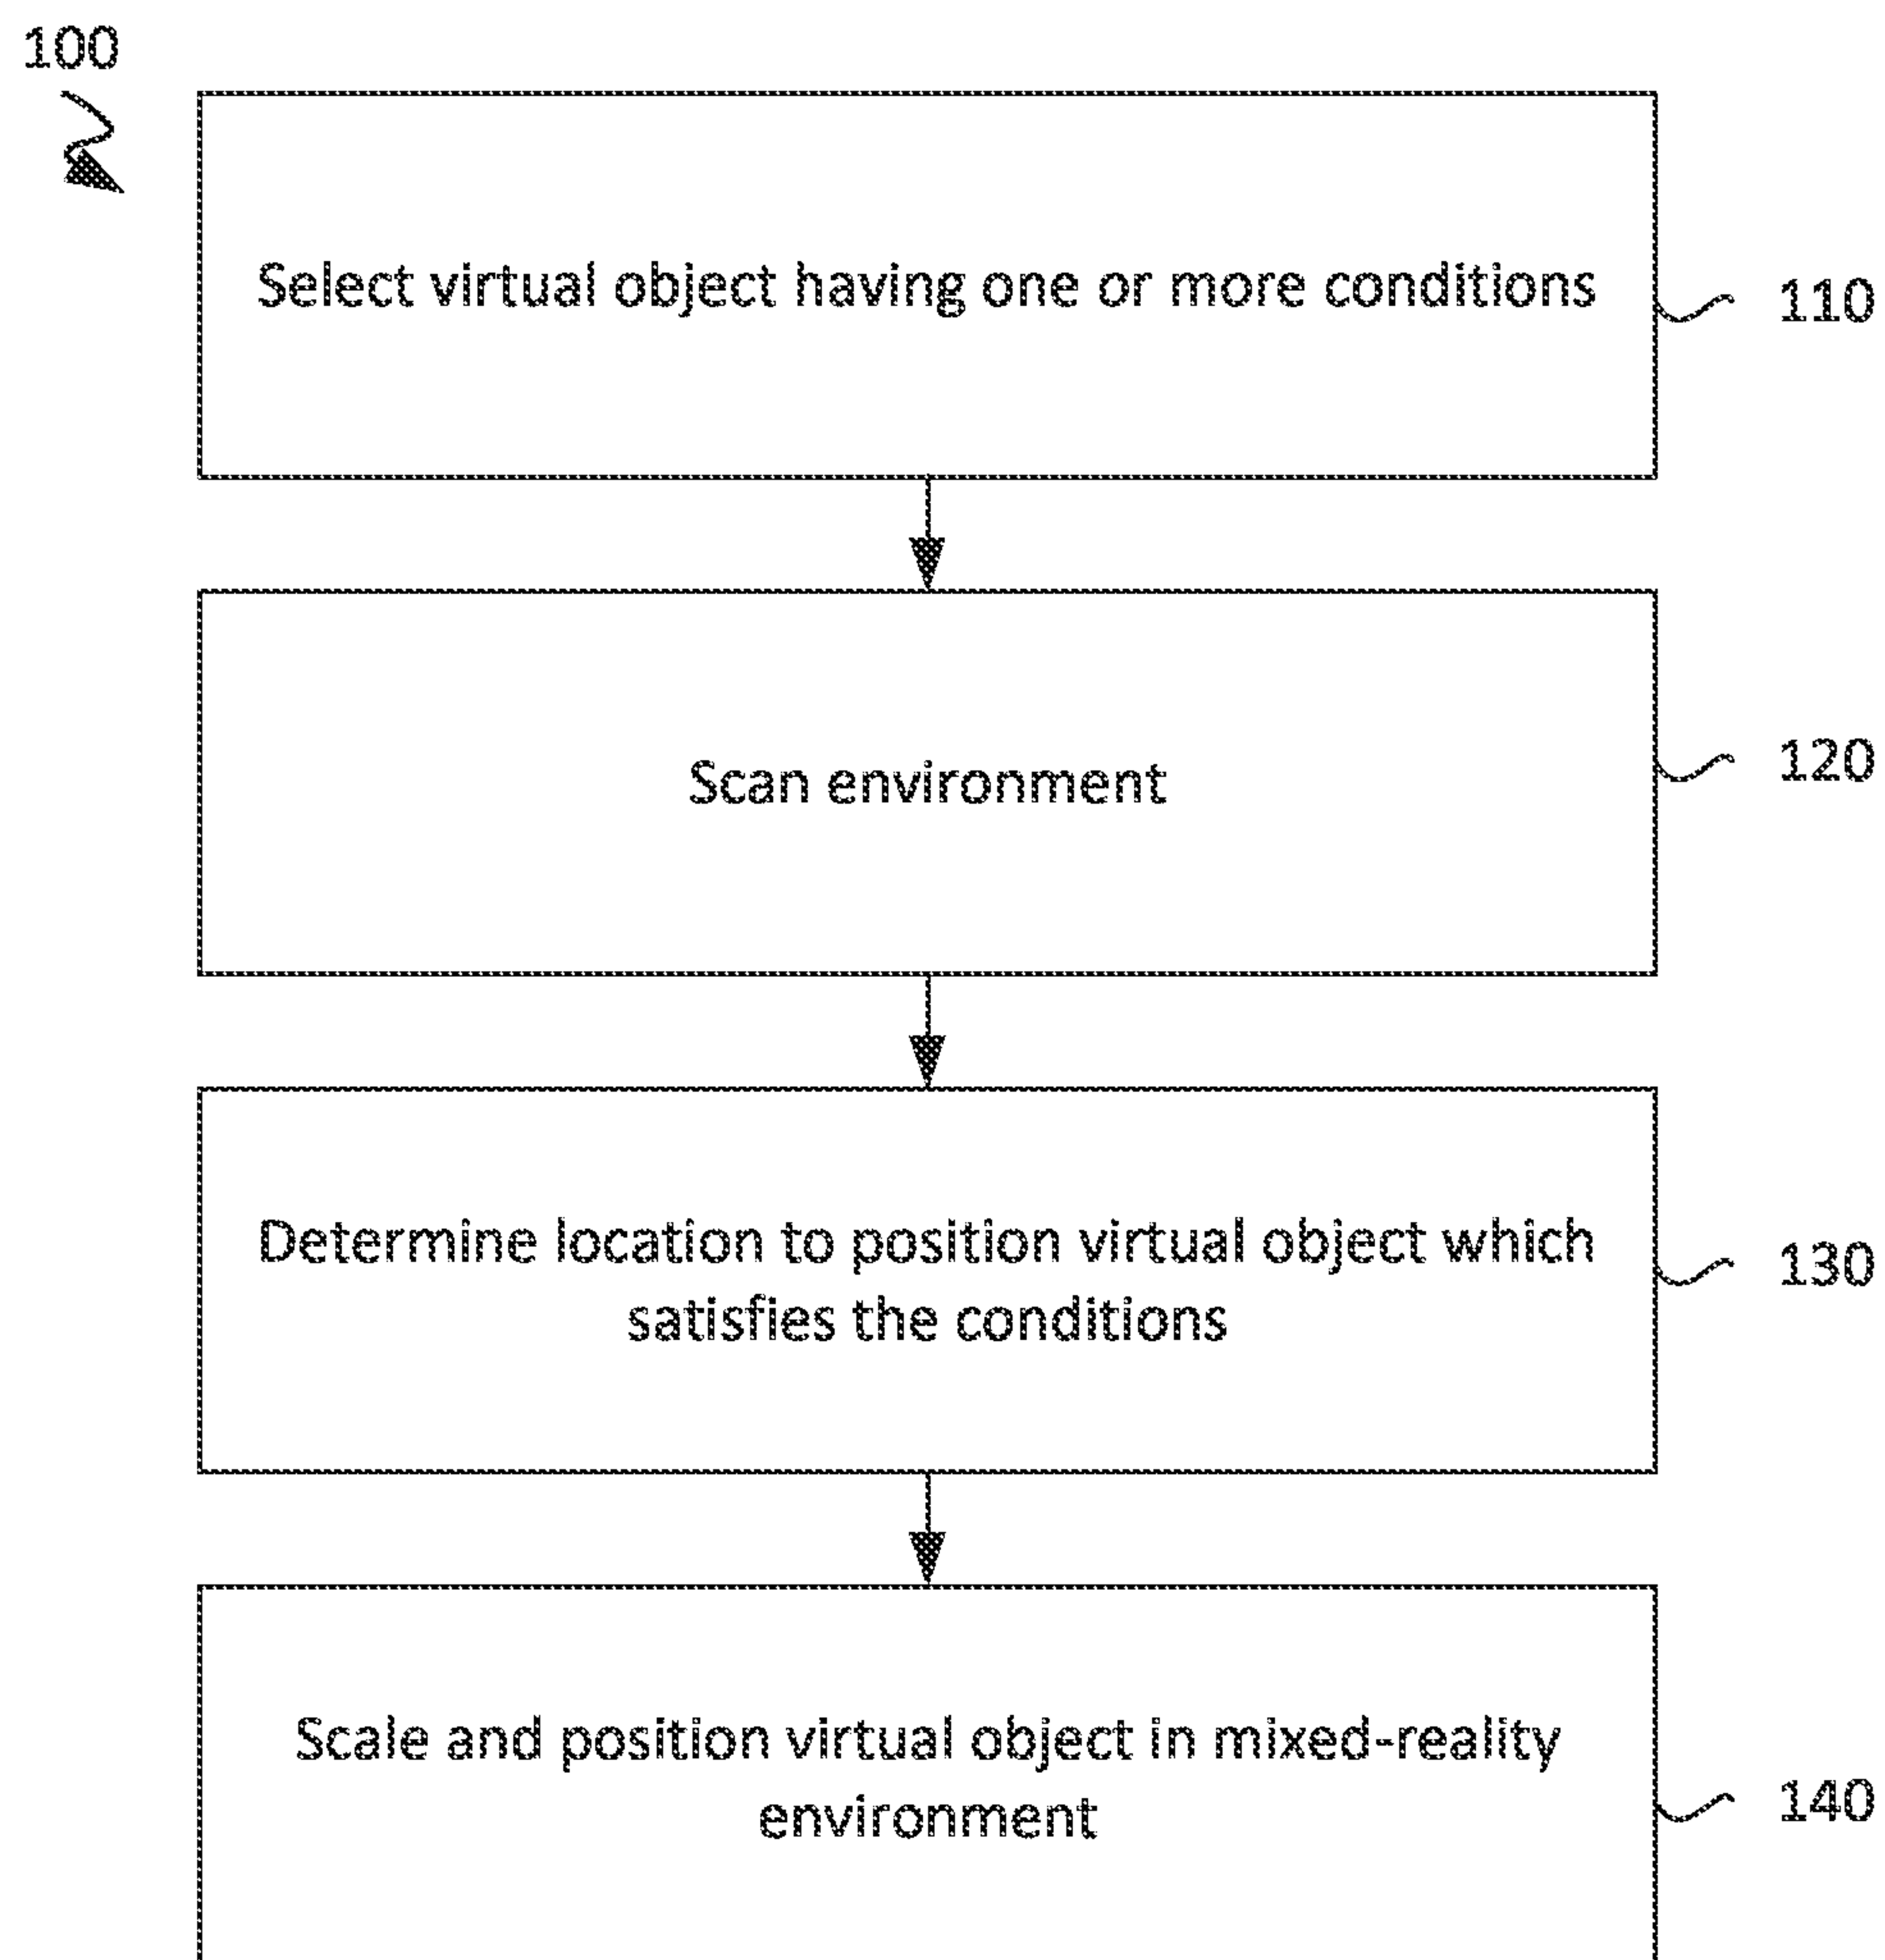 100
Select virtual object having one or more conditions
110
Scan environment
120
Determine location to position virtual object which
satisfies the conditions
130
Scale and position virtual object in mixed-reality
environment
140